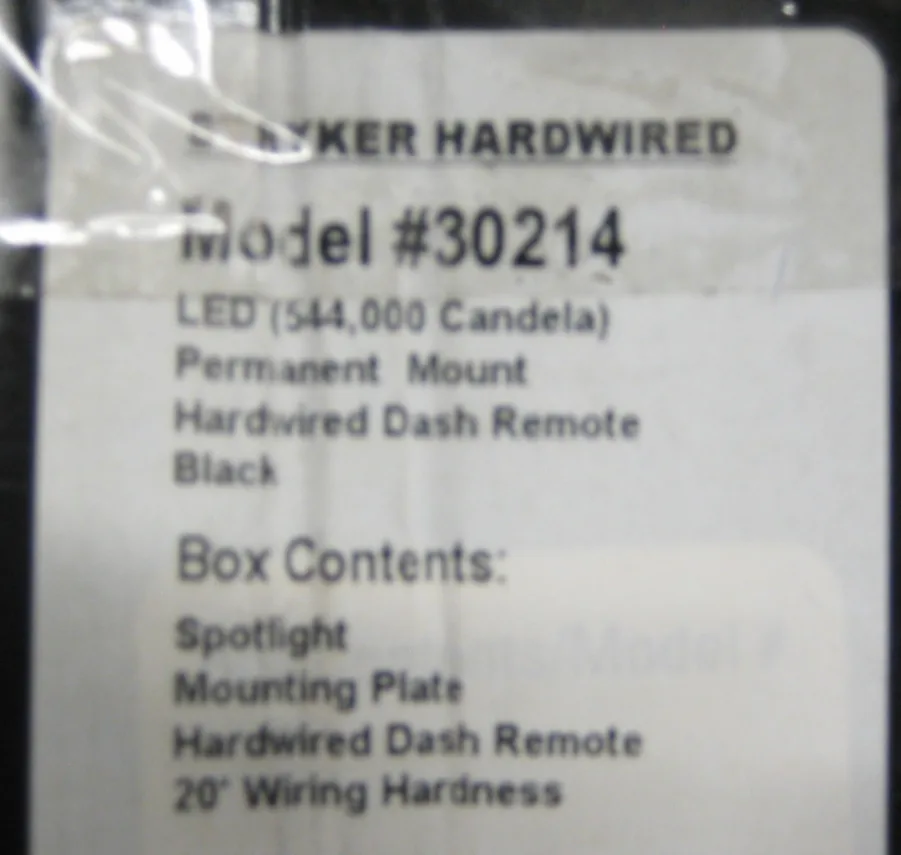 HARDWIRED
Model #30214
LED (544,000 Candela)
Permanent Mount
Hardwired Dash Remote
Black
Box Contents:
Spotlight
Mounting Plate
Hardwired Dash Remote
20' Wiring Hardness